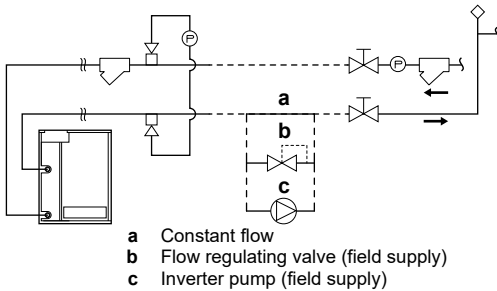 P
P
a
b
c
a Constant flow
b Flow regulating valve (field supply)
c Inverter pump (field supply)